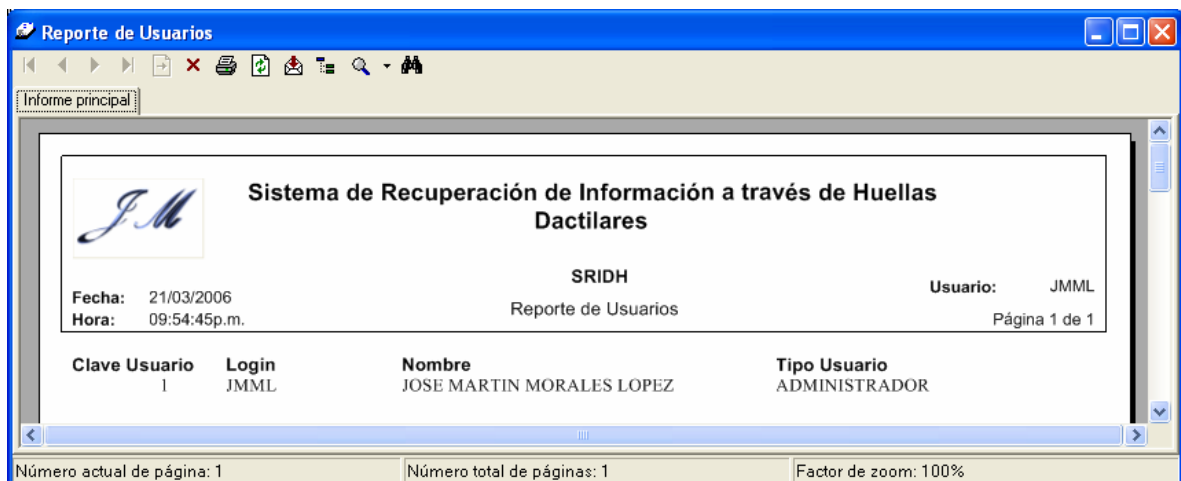 Reporte de Usuarios
Informe principal
JM
Sistema de Recuperación de Información a través de Huellas
Dactilares
SRIDH
Usuario: JMML
Fecha: 21/03/2006
Reporte de Usuarios
Hora: 09:54:45p.m.
Página 1 de 1
Clave Usuario Login Nombre Tipo Usuario
1 JMML JOSE MARTIN MORALES LOPEZ ADMINISTRADOR
Número actual de página: 1 Número total de páginas: 1 Factor de zoom: 100%